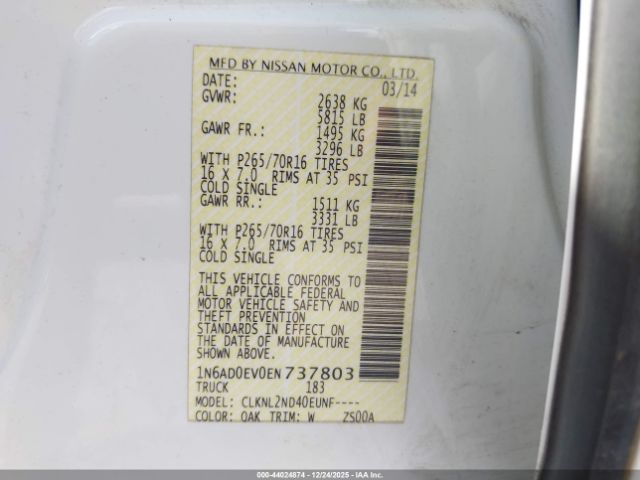 MFD BY NISSAN MOTOR CO., LTD.
DATE: 03/14
GVWR: 2638 KG
5815 LB
GAWR FR.: 1495 KG
3296 LB
WITH P265/70R16 TIRES
16 X 7.0 RIMS AT 35 PSI
COLD SINGLE
GAWR RR.: 1511 KG
3331 LB
WITH P265/70R16 TIRES
16 X 7.0 RIMS AT 35 PSI
COLD SINGLE
THIS VEHICLE CONFORMS TO
ALL APPLICABLE FEDERAL
MOTOR VEHICLE SAFETY AND
THEFT PREVENTION
STANDARDS IN EFFECT ON
THE DATE OF MANUFACTURE
SHOWN ABOVE.
1N6AD0EV0EN737803
TRUCK 183
MODEL: CLKNL2ND40EUNF----
COLOR: QAK TRIM: W ZS00A
000-44024874 | 12/24/2025 - IAA